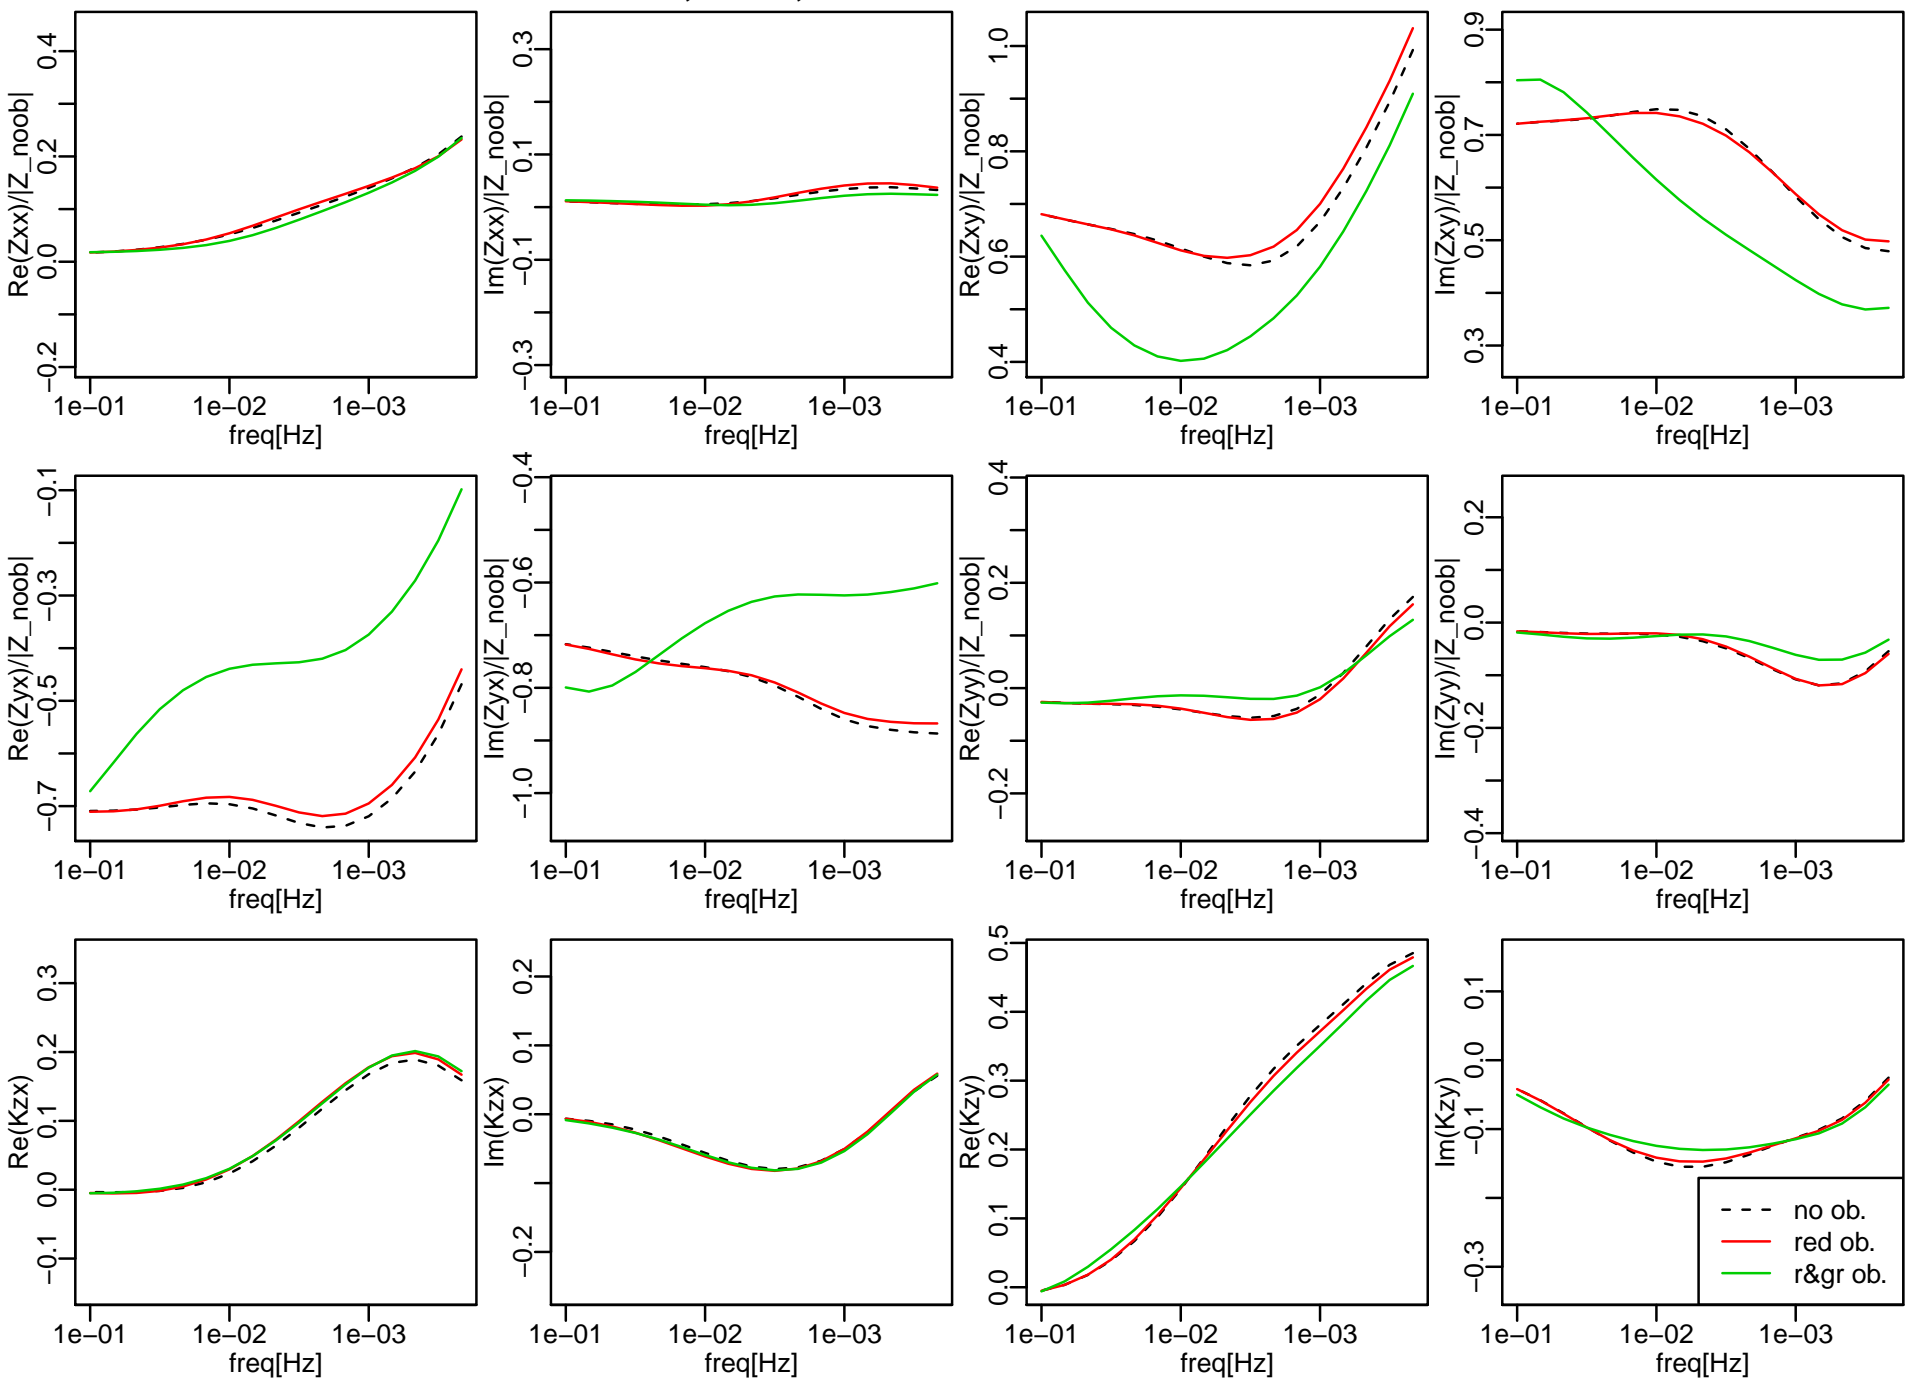 Re(Zxx)/|Z_noob|
0.4
0.2
0.0
−0.2
1e−01 1e−02 1e−03
freq[Hz]
Im(Zxx)/|Z_noob|
0.3
0.1
−0.1
−0.3
1e−01 1e−02 1e−03
freq[Hz]
Re(Zxy)/|Z_noob|
1.0
0.8
0.6
0.4
1e−01 1e−02 1e−03
freq[Hz]
Im(Zxy)/|Z_noob|
0.9
0.7
0.5
0.3
1e−01 1e−02 1e−03
freq[Hz]
Re(Zyx)/|Z_noob|
−0.1
−0.3
−0.5
−0.7
1e−01 1e−02 1e−03
freq[Hz]
Im(Zyx)/|Z_noob|
−0.4
−0.6
−0.8
−1.0
1e−01 1e−02 1e−03
freq[Hz]
Re(Zyy)/|Z_noob|
0.4
0.2
0.0
−0.2
1e−01 1e−02 1e−03
freq[Hz]
Im(Zyy)/|Z_noob|
0.2
0.0
−0.2
−0.4
1e−01 1e−02 1e−03
freq[Hz]
Re(Kzx)
0.3
0.2
0.1
0.0
−0.1
1e−01 1e−02 1e−03
freq[Hz]
Im(Kzx)
0.2
0.1
0.0
−0.2
1e−01 1e−02 1e−03
freq[Hz]
Re(Kzy)
0.5
0.4
0.3
0.2
0.1
0.0
1e−01 1e−02 1e−03
freq[Hz]
Im(Kzy)
0.1
0.0
−0.1
−0.3
1e−01 1e−02 1e−03
freq[Hz]
no ob.
red ob.
r&gr ob.